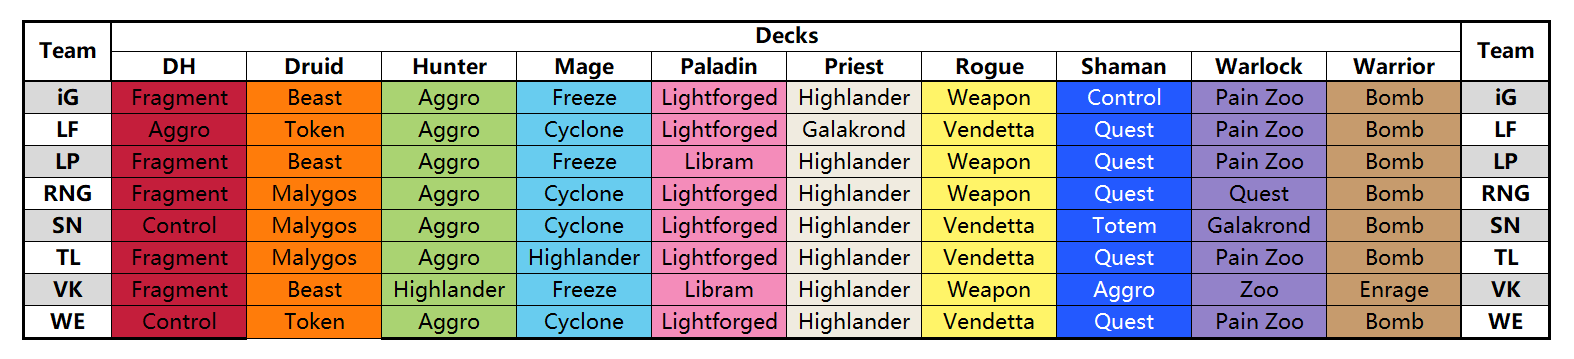 Team Decks Team
DH Druid Hunter Mage Paladin Priest Rogue Shaman Warlock Warrior
iG Fragment Beast Aggro Freeze Lightforged Highlander Weapon Control Pain Zoo Bomb iG
LF Aggro Token Aggro Cyclone Lightforged Galakrond Vendetta Quest Pain Zoo Bomb LF
LP Fragment Beast Aggro Freeze Libram Highlander Weapon Quest Pain Zoo Bomb LP
RNG Fragment Malygos Aggro Cyclone Lightforged Highlander Weapon Quest Quest Bomb RNG
SN Control Malygos Aggro Cyclone Lightforged Highlander Vendetta Totem Galakrond Bomb SN
TL Fragment Malygos Aggro Highlander Lightforged Highlander Vendetta Quest Pain Zoo Bomb TL
VK Fragment Beast Highlander Freeze Libram Highlander Weapon Aggro Zoo Enrage VK
WE Control Token Aggro Cyclone Lightforged Highlander Vendetta Quest Pain Zoo Bomb WE